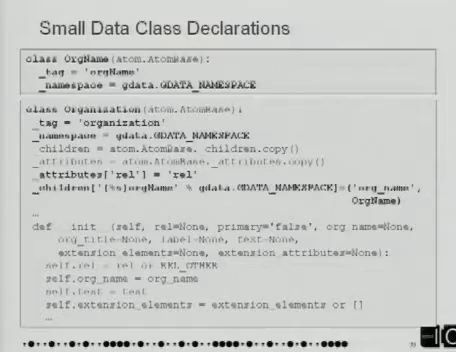 Small Data Class Declarations
class OrgName(atom.AtomBase):
_tag = 'orgName'
_namespace = gdata.GDATA_NAMESPACE
class Organization(atom.AtomBase):
_tag = 'organization'
_namespace = gdata.GDATA_NAMESPACE
_children = atom.AtomBase._children.copy()
_attributes = atom.AtomBase._attributes.copy()
_attributes['rel'] = 'rel'
_children['{%s}orgName' % gdata.GDATA_NAMESPACE]=('org_name',
OrgName)
…
def __init__(self, rel=None, primary='false', org_name=None,
org_title=None, label=None, text=None,
extension_elements=None, extension_attributes=None):
self.rel = rel or REL_OTHER
self.org_name = org_name
self.text = text
self.extension_elements = extension_elements or []
…
IO